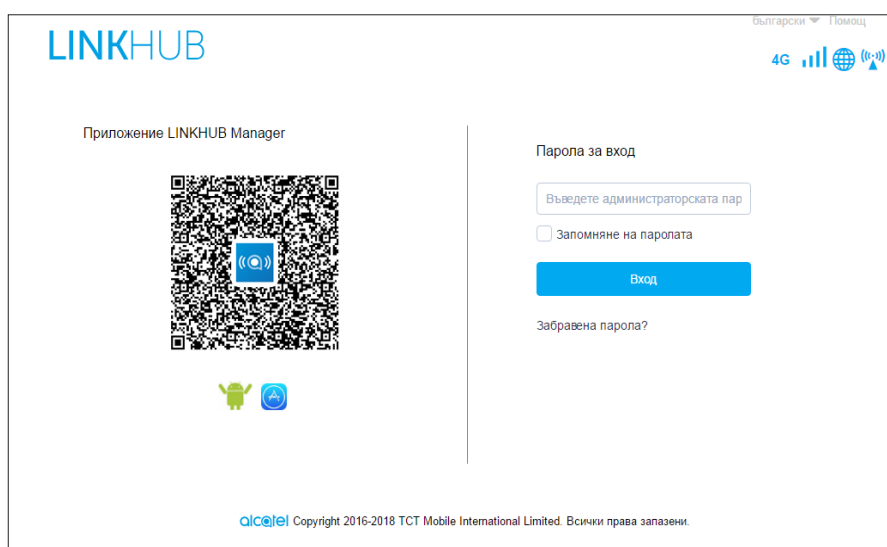 български Помощ
LINKHUB
4G
Приложение LINKHUB Manager
Парола за вход
Въведете администраторската пар
Запомняне на паролата
Вход
Забравена парола?
alcatel Copyright 2016-2018 TCT Mobile International Limited. Всички права запазени.